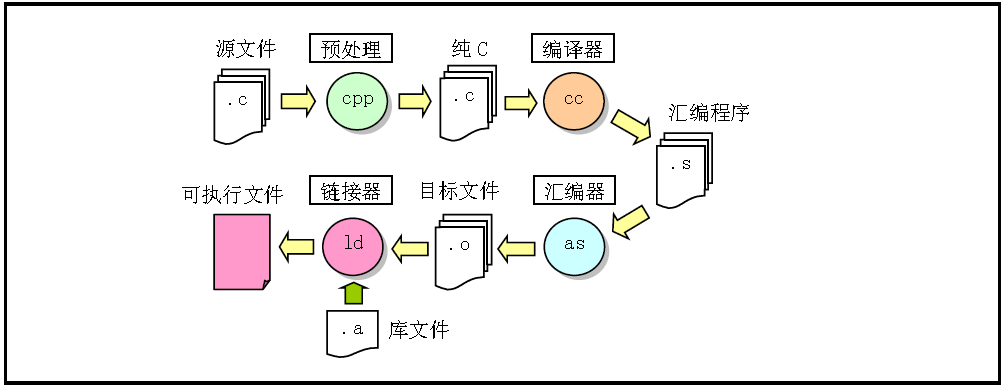 源文件
预处理
纯C
编译器
.c
cpp
.c
cc
汇编程序
.s
可执行文件
链接器
目标文件
汇编器
ld
.o
as
.a
库文件